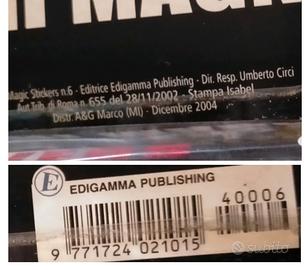 Magic Stickers n.6 - Editrice Edigamma Publishing - Dir. Resp. Umberto Circi
Aut.Trib. di Roma n. 655 del 28/11/2002 - Stampa Isabel
Distr. A&G Marco (MI) - Dicembre 2004
E
EDIGAMMA PUBLISHING
40006
9 771724 021015
subito